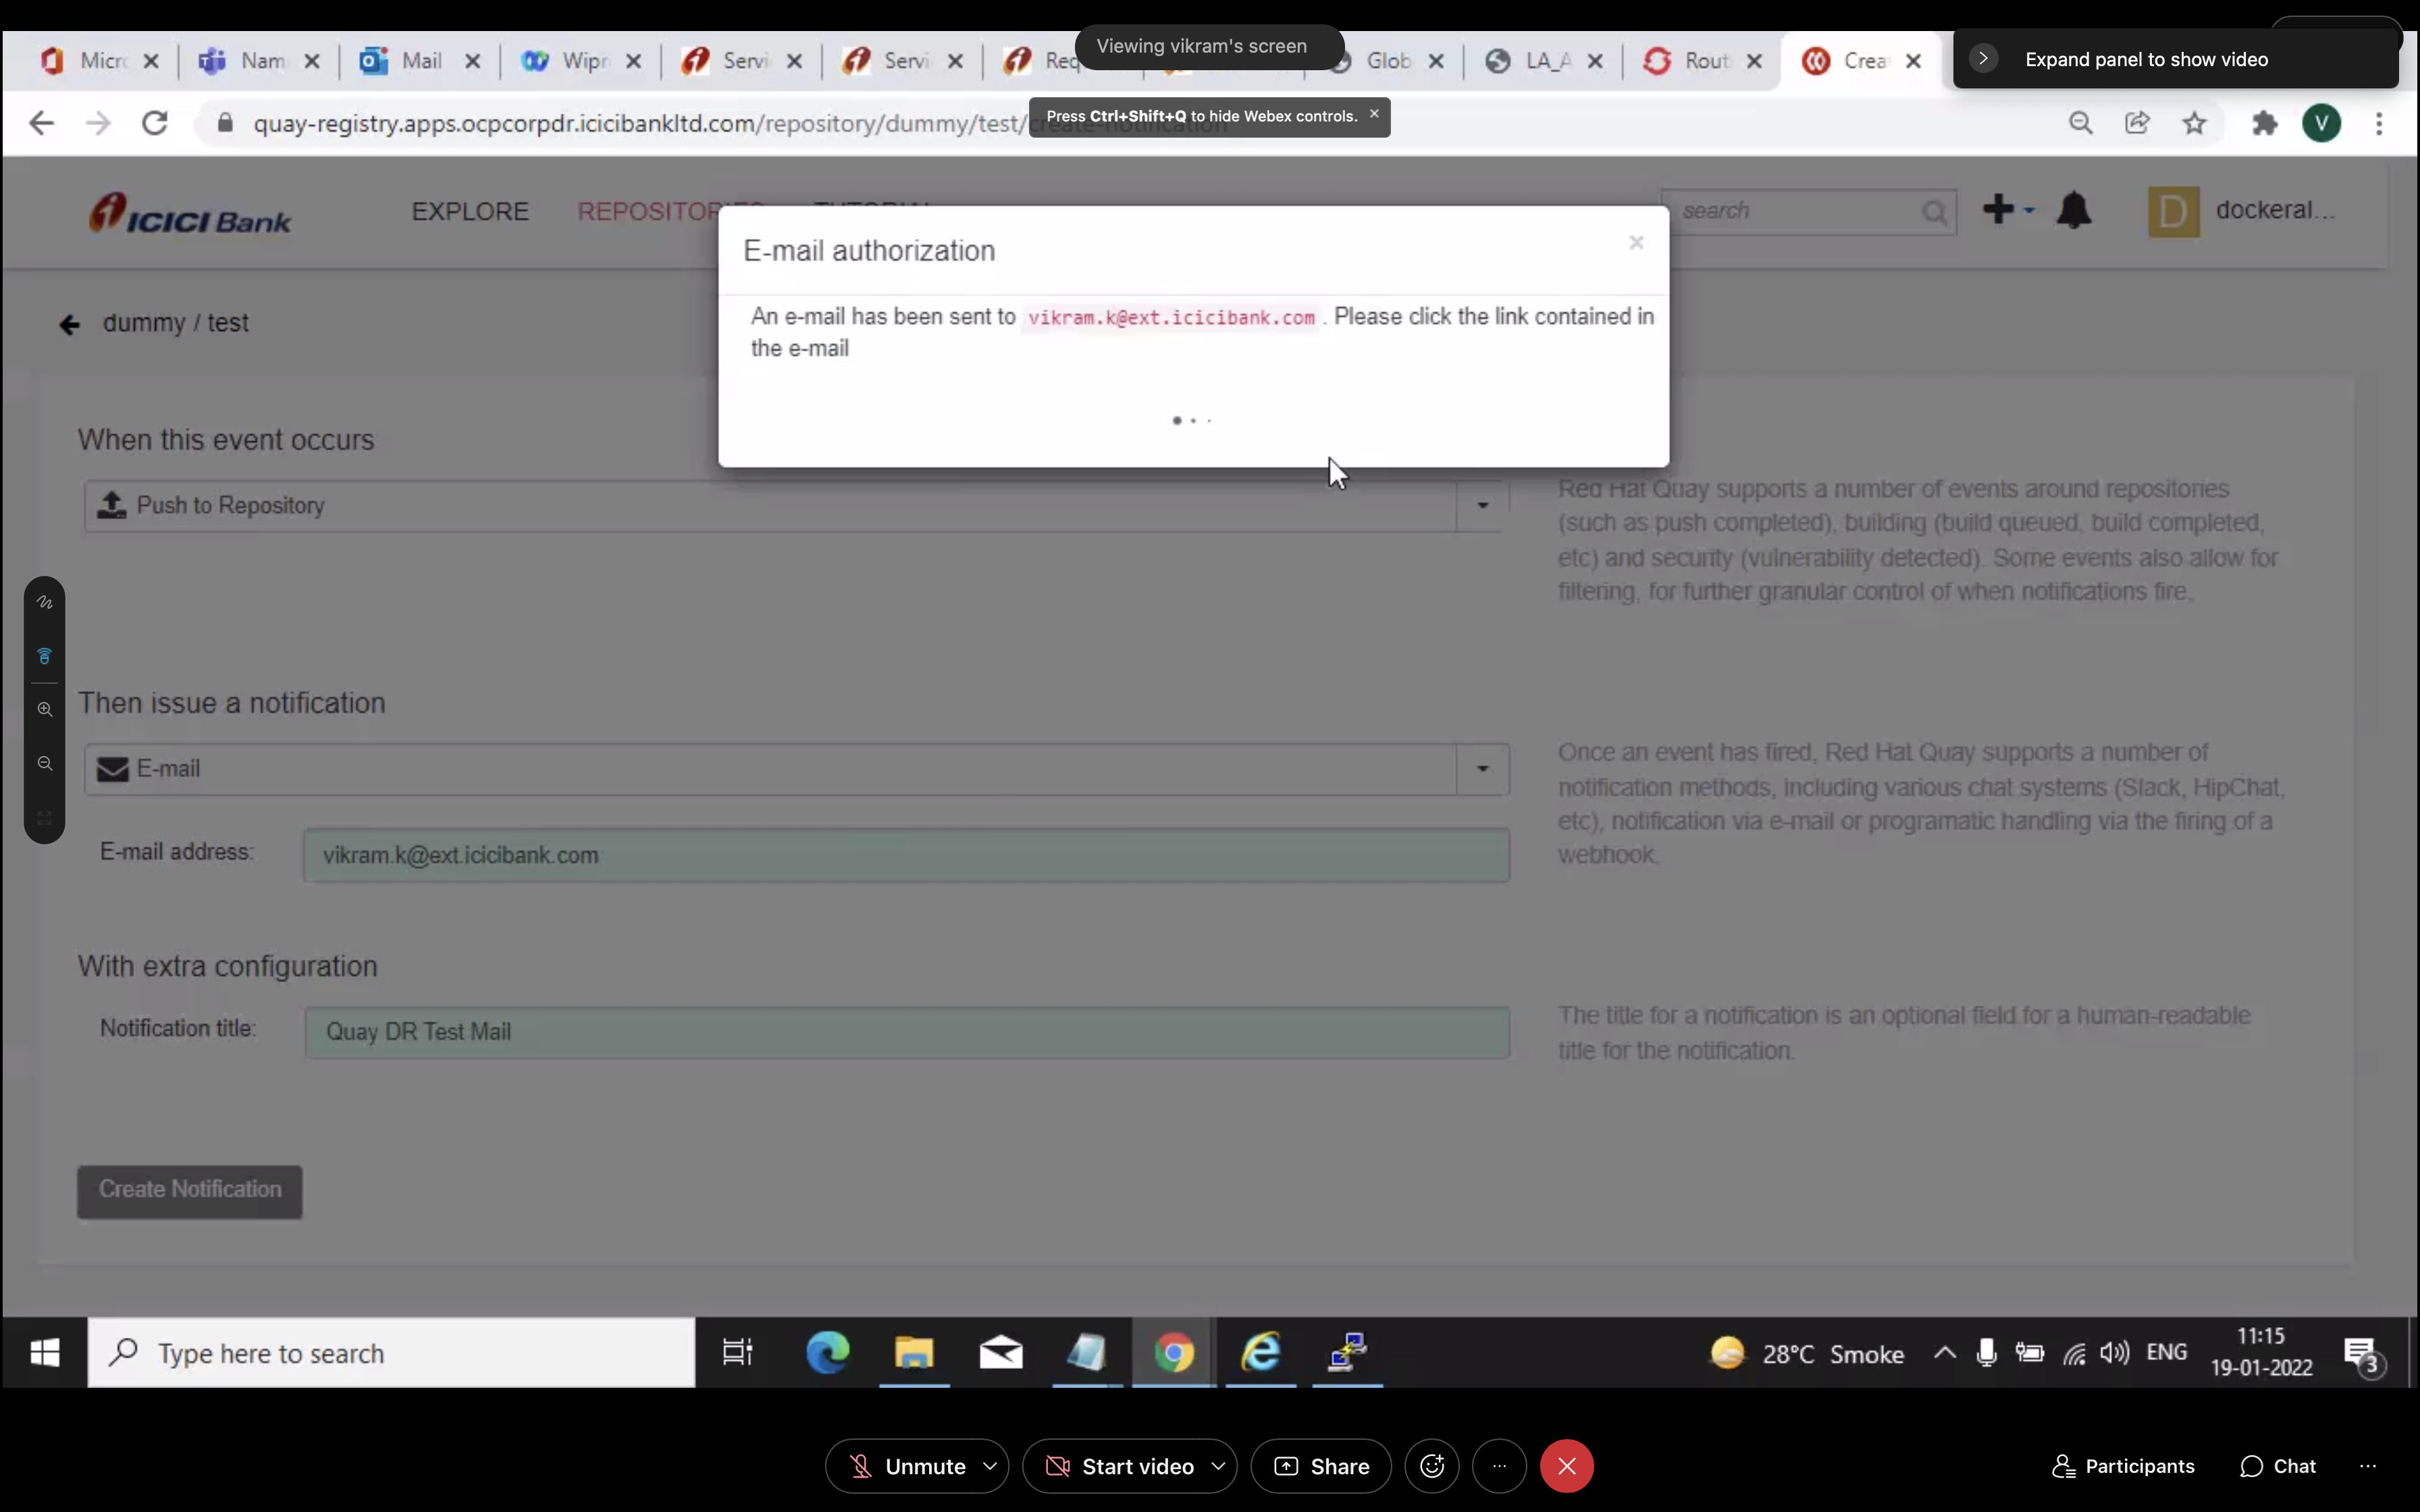 Viewing vikram's screen
Expand panel to show video
Micr
Nam
Mail
Wipr
Servi
Servi
Req
Glob
LA_A
Rout
Crea
quay-registry.apps.ocpcorpdr.icicibankltd.com/repository/dummy/test/create-notification
Press Ctrl+Shift+Q to hide Webex controls.
V
ICICI Bank
EXPLORE
REPOSITORIES
TUTORIAL
search
D
dockeral...
E-mail authorization
An e-mail has been sent to vikram.k@ext.icicibank.com . Please click the link contained in
the e-mail
dummy / test
When this event occurs
Push to Repository
Red Hat Quay supports a number of events around repositories
(such as push completed), building (build queued, build completed,
etc) and security (vulnerability detected). Some events also allow for
filtering, for further granular control of when notifications fire.
Then issue a notification
E-mail
Once an event has fired, Red Hat Quay supports a number of
notification methods, including various chat systems (Slack, HipChat,
etc), notification via e-mail or programatic handling via the firing of a
webhook.
E-mail address:
vikram.k@ext.icicibank.com
With extra configuration
Notification title:
Quay DR Test Mail
The title for a notification is an optional field for a human-readable
title for the notification.
Create Notification
Type here to search
28°C Smoke
ENG
11:15
19-01-2022
3
Unmute
Start video
Share
Participants
Chat